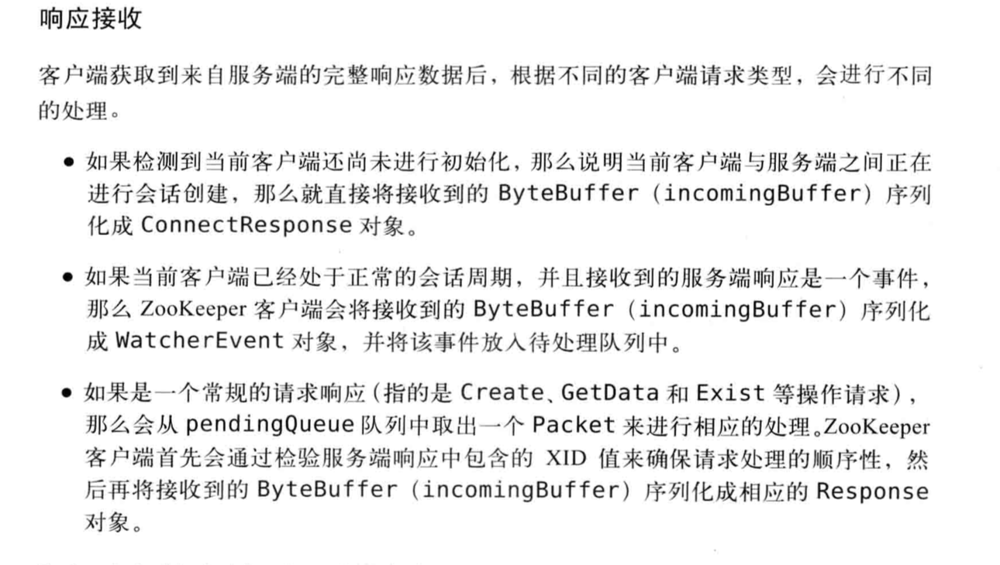 响应接收
客户端获取到来自服务端的完整响应数据后，根据不同的客户端请求类型，会进行不同
的处理。
● 如果检测到当前客户端还尚未进行初始化，那么说明当前客户端与服务端之间正在
进行会话创建，那么就直接将接收到的 ByteBuffer（incomingBuffer）序列
化成 ConnectResponse 对象。
● 如果当前客户端已经处于正常的会话周期，并且接收到的服务端响应是一个事件，
那么 ZooKeeper 客户端会将接收到的 ByteBuffer（incomingBuffer）序列化
成 WatcherEvent 对象，并将该事件放入待处理队列中。
● 如果是一个常规的请求响应（指的是 Create、GetData 和 Exist 等操作请求），
那么会从 pendingQueue 队列中取出一个 Packet 来进行相应的处理。ZooKeeper
客户端首先会通过检验服务端响应中包含的 XID 值来确保请求处理的顺序性，然
后再将接收到的 ByteBuffer（incomingBuffer）序列化成相应的 Response
对象。